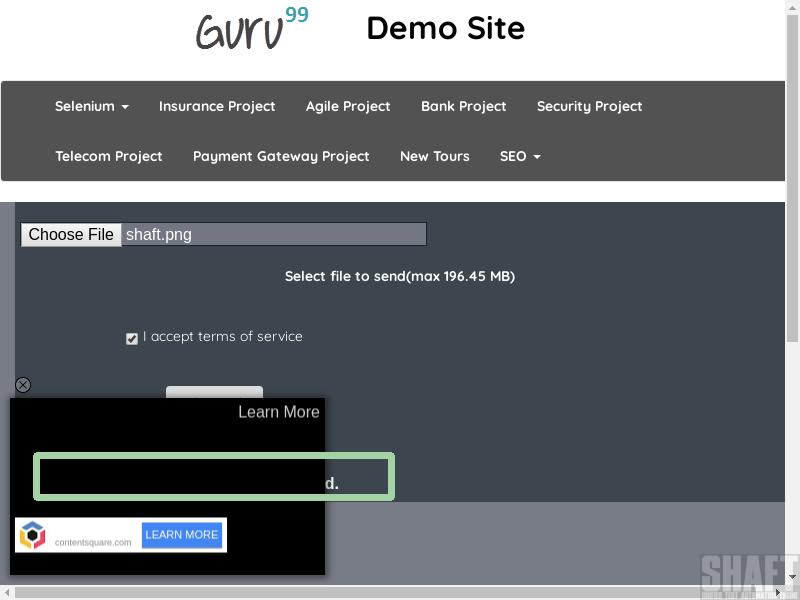 Guru99
Demo Site
Selenium
Insurance Project
Agile Project
Bank Project
Security Project
Telecom Project
Payment Gateway Project
New Tours
SEO
Choose File shaft.png
Select file to send(max 196.45 MB)
I accept terms of service
Learn More
d.
contentsquare.com
LEARN MORE
SHAFT